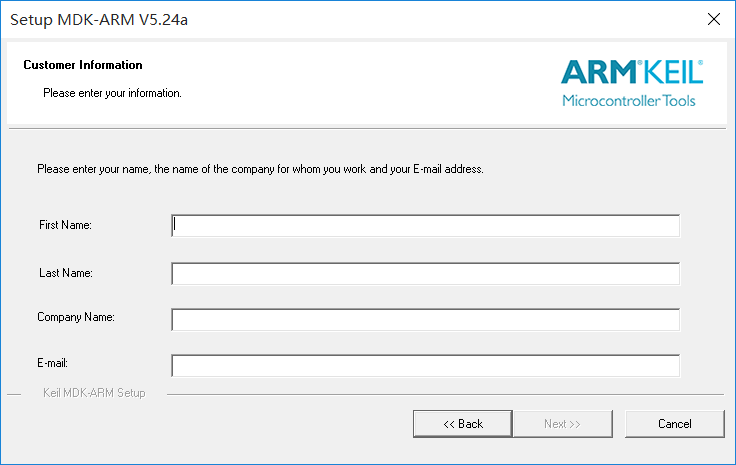 Setup MDK-ARM V5.24a
Customer Information
Please enter your information.
ARM®KEIL®
Microcontroller Tools
Please enter your name, the name of the company for whom you work and your E-mail address.
First Name:
Last Name:
Company Name:
E-mail:
Keil MDK-ARM Setup
<< Back
Next >>
Cancel